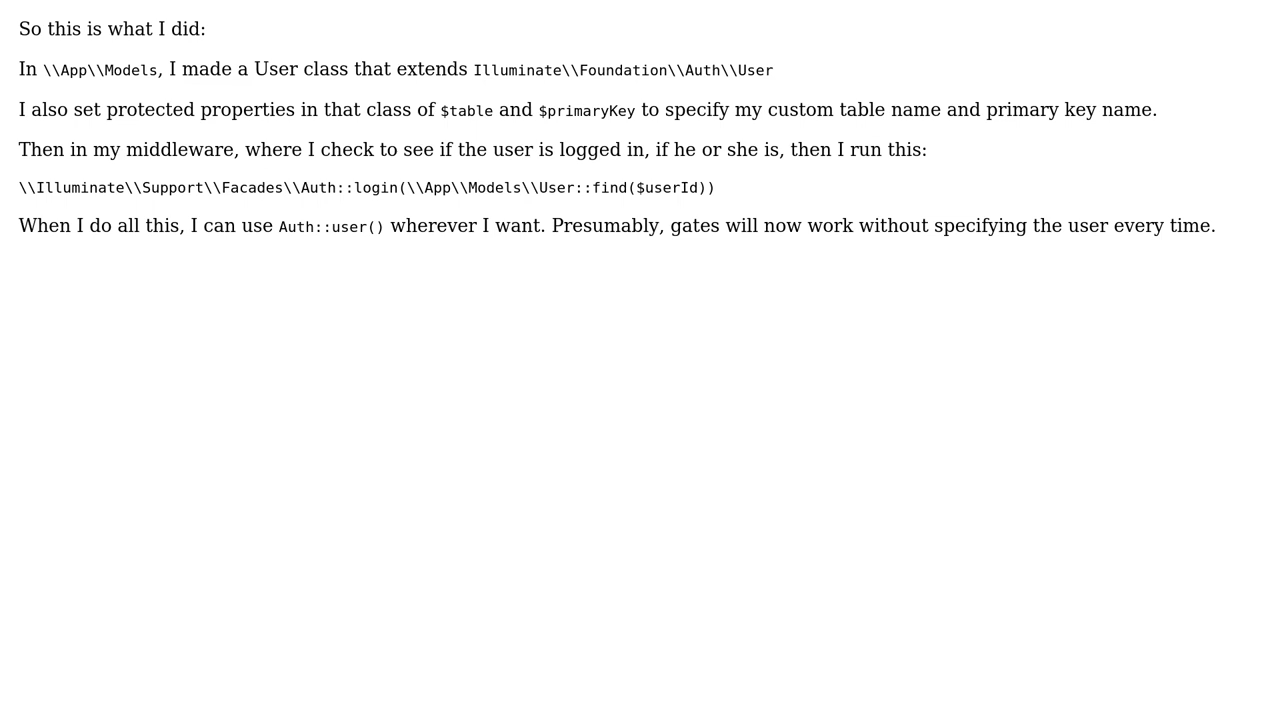 So this is what I did:
In \\App\\Models, I made a User class that extends Illuminate\\Foundation\\Auth\\User
I also set protected properties in that class of $table and $primaryKey to specify my custom table name and primary key name.
Then in my middleware, where I check to see if the user is logged in, if he or she is, then I run this:
\\Illuminate\\Support\\Facades\\Auth::login(\\App\\Models\\User::find($userId))
When I do all this, I can use Auth::user() wherever I want. Presumably, gates will now work without specifying the user every time.